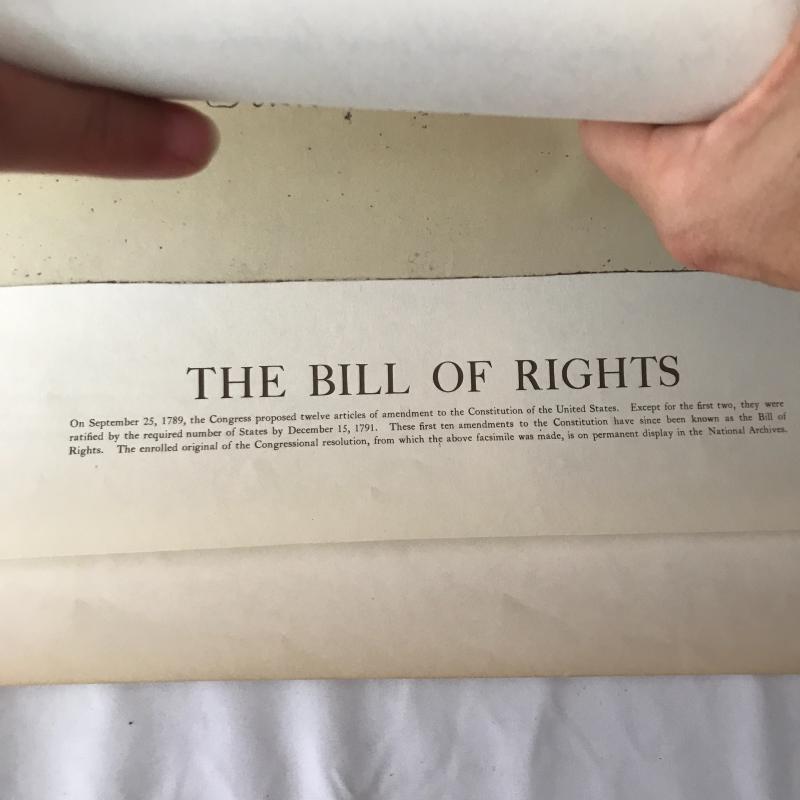 THE BILL OF RIGHTS
On September 25, 1789, the Congress proposed twelve articles of amendment to the Constitution of the United States. Except for the first two, they were
ratified by the required number of States by December 15, 1791. These first ten amendments to the Constitution have since been known as the Bill of
Rights. The enrolled original of the Congressional resolution, from which the above facsimile was made, is on permanent display in the National Archives.